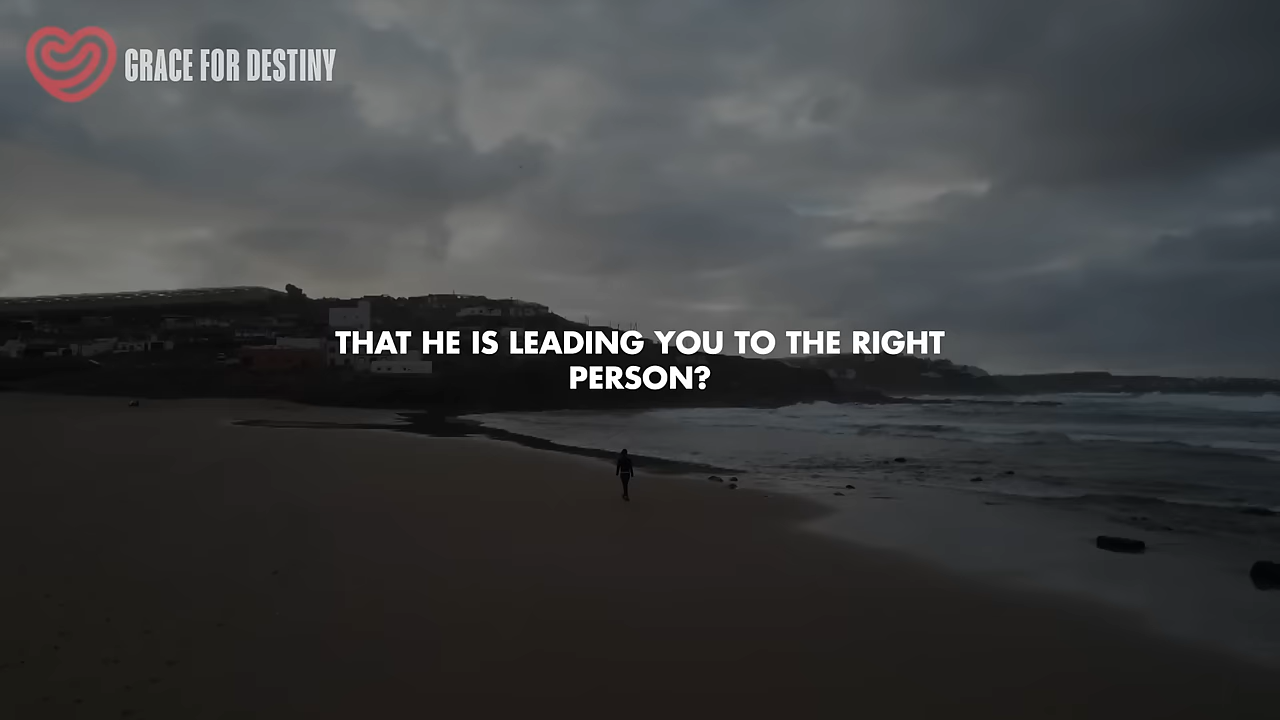 GRACE FOR DESTINY
THAT HE IS LEADING YOU TO THE RIGHT
PERSON?